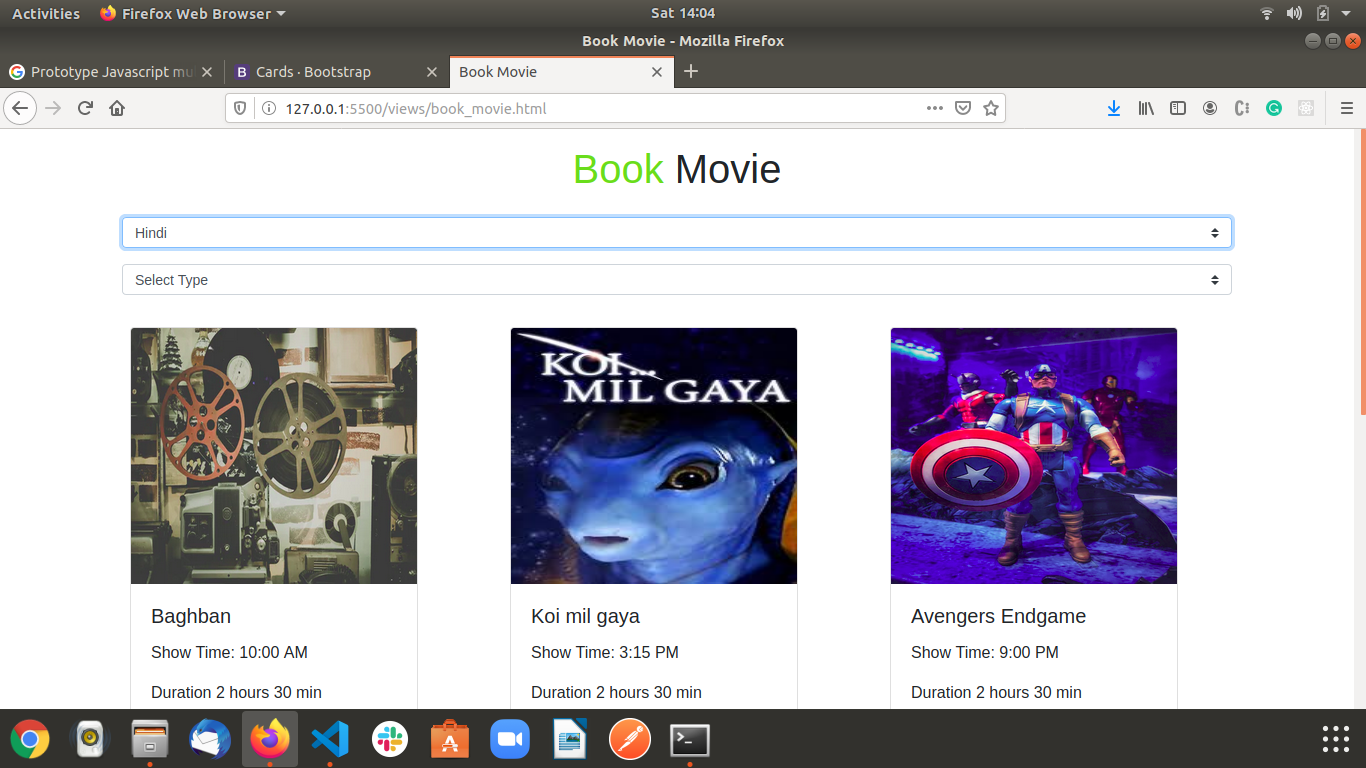 Activities
Firefox Web Browser
Sat 14:04
Book Movie - Mozilla Firefox
Prototype Javascript mu
B Cards · Bootstrap
Book Movie
127.0.0.1:5500/views/book_movie.html
Book Movie
Hindi
Select Type
KOI...
MIL GAYA
Baghban
Koi mil gaya
Avengers Endgame
Show Time: 10:00 AM
Show Time: 3:15 PM
Show Time: 9:00 PM
Duration 2 hours 30 min
Duration 2 hours 30 min
Duration 2 hours 30 min